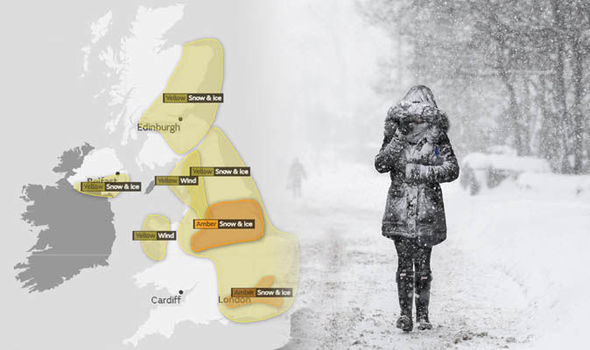 Yellow Snow & ice
Edinburgh
Yellow Snow & ice
Belfast
Yellow Wind
Yellow Snow & ice
Amber Snow & ice
Yellow Wind
Amber Snow & ice
Cardiff
London